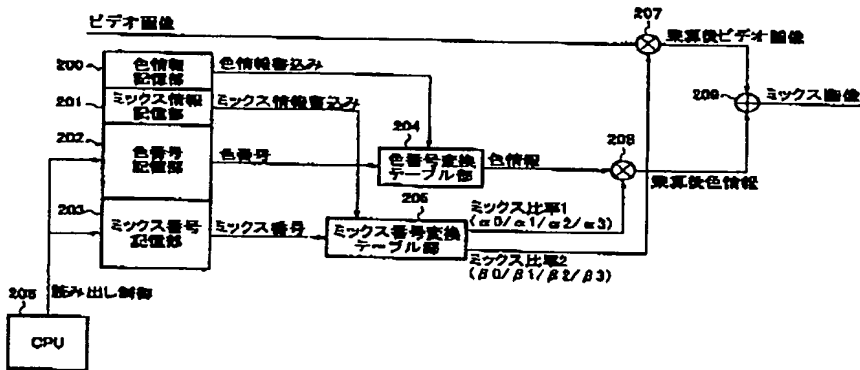 ビデオ画像
207
乗算後ビデオ画像
200
色情報
記憶部
色情報書込み
209
ミックス画像
201
ミックス情報
記憶部
ミックス情報書込み
202
204
208
色番号
記憶部
色番号
色番号変換
テーブル部
色情報
乗算後色情報
203
205
ミックス番号
記憶部
ミックス番号
ミックス番号変換
テーブル部
ミックス比率1
(α0/α1/α2/α3)
ミックス比率2
(β0/β1/β2/β3)
読み出し制御
CPU